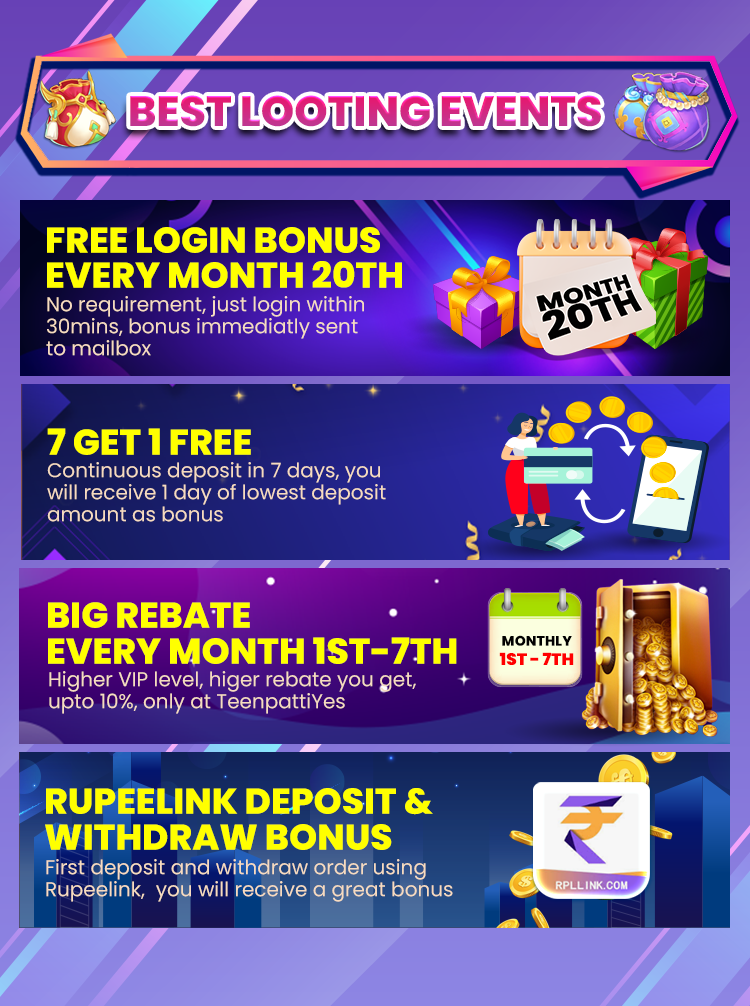 BEST LOOTING EVENTS
FREE LOGIN BONUS
EVERY MONTH 20TH
No requirement, just login within
30mins, bonus immediatly sent
to mailbox
MONTH
20TH
7 GET 1 FREE
Continuous deposit in 7 days, you
will receive 1 day of lowest deposit
amount as bonus
BIG REBATE
EVERY MONTH 1ST-7TH
Higher VIP level, higer rebate you get,
upto 10%, only at TeenpattiYes
MONTHLY
1ST - 7TH
RUPEELINK DEPOSIT &
WITHDRAW BONUS
First deposit and withdraw order using
Rupeelink, you will receive a great bonus
RPLLINK.COM